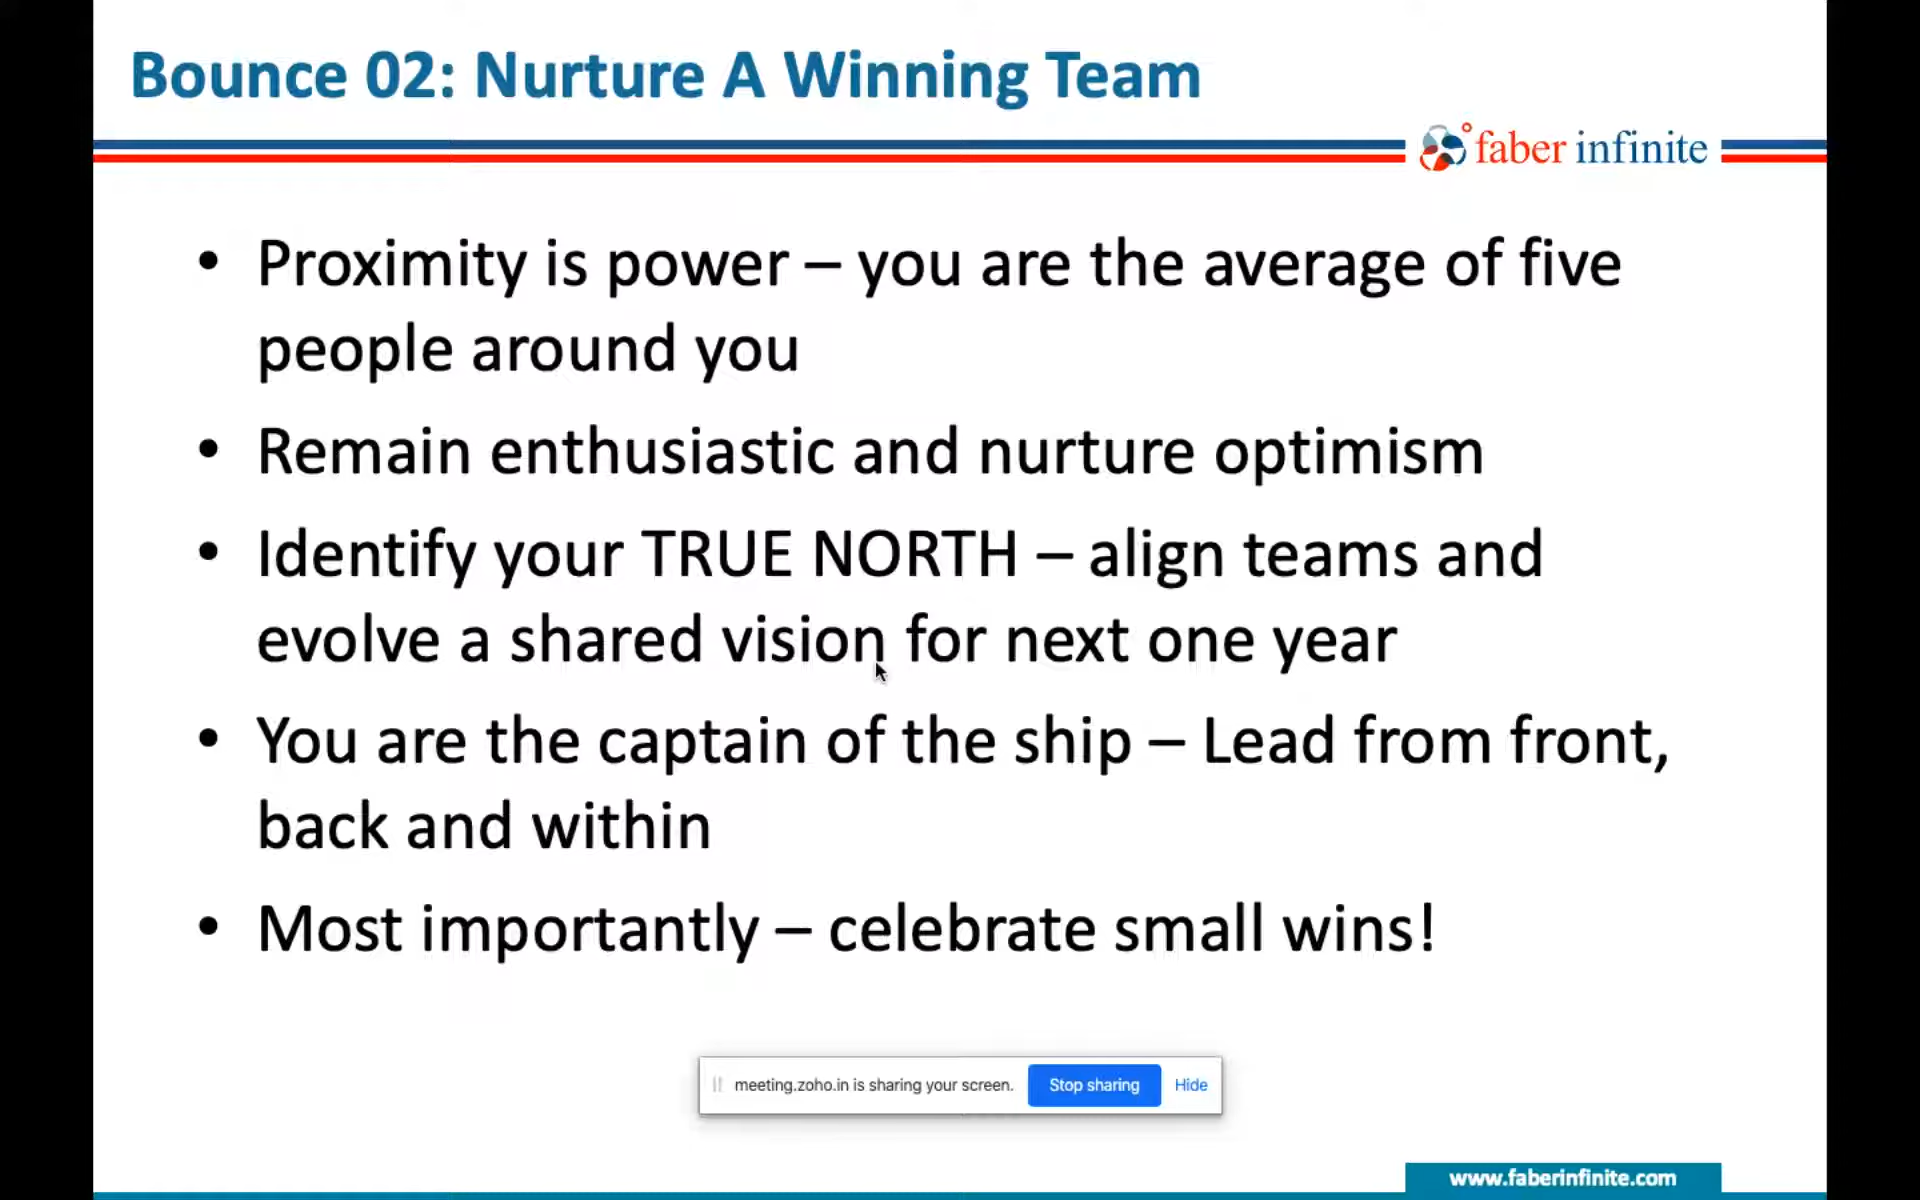 Bounce 02: Nurture A Winning Team
faber infinite
• Proximity is power – you are the average of five
people around you
• Remain enthusiastic and nurture optimism
• Identify your TRUE NORTH – align teams and
evolve a shared vision for next one year
• You are the captain of the ship – Lead from front,
back and within
• Most importantly – celebrate small wins!
meeting.zoho.in is sharing your screen. Stop sharing Hide
www.faberinfinite.com